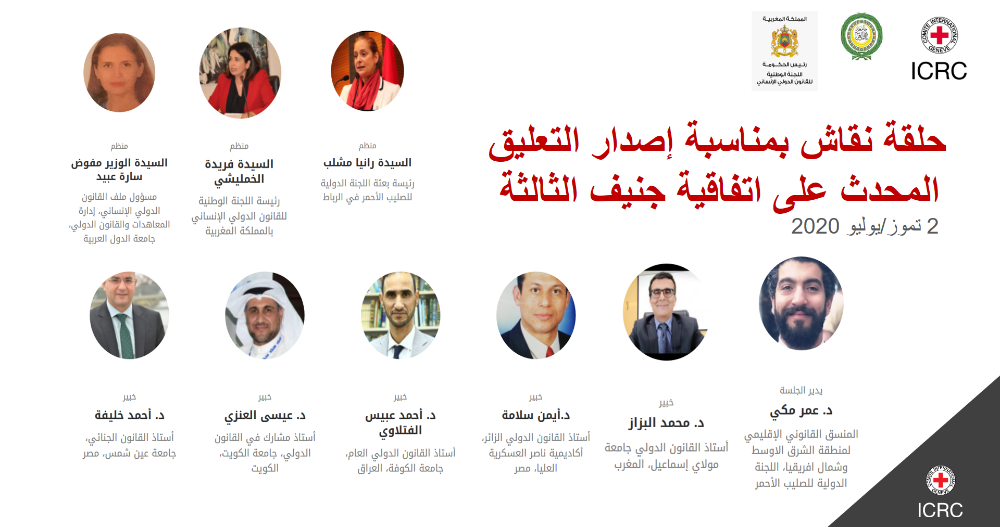 المملكة المغربية
رئيس الحكومة
اللجنة الوطنية
للقانون الدولي الإنساني
جامعة الدول العربية
COMITE INTERNATIONAL GENEVE
ICRC
حلقة نقاش بمناسبة إصدار التعليق
المحدث على اتفاقية جنيف الثالثة
2 تموز/يوليو 2020
منظم
السيدة رانيا مشلب
رئيسة بعثة اللجنة الدولية
للصليب الأحمر في الرباط
منظم
السيدة فريدة
الخمليشي
رئيسة اللجنة الوطنية
للقانون الدولي الإنساني
بالمملكة المغربية
منظم
السيدة الوزير مفوض
سارة عبيد
مسؤول ملف القانون
الدولي الإنساني، إدارة
المعاهدات والقانون الدولي،
جامعة الدول العربية
يدير الجلسة
د. عمر مكي
المنسق القانوني الإقليمي
لمنطقة الشرق الاوسط
وشمال افريقيا، اللجنة
الدولية للصليب الأحمر
خبير
د. محمد البزاز
أستاذ القانون الدولي جامعة
مولاي إسماعيل، المغرب
خبير
د.أيمن سلامة
أستاذ القانون الدولي الزائر،
أكاديمية ناصر العسكرية
العليا، مصر
خبير
د. أحمد عبيس
الفتلاوي
أستاذ القانون الدولي العام،
جامعة الكوفة، العراق
خبير
د. عيسى العنزي
أستاذ مشارك في القانون
الدولي، جامعة الكويت،
الكويت
خبير
د. أحمد خليفة
أستاذ القانون الجنائي،
جامعة عين شمس، مصر
COMITE INTERNATIONAL GENEVE
ICRC